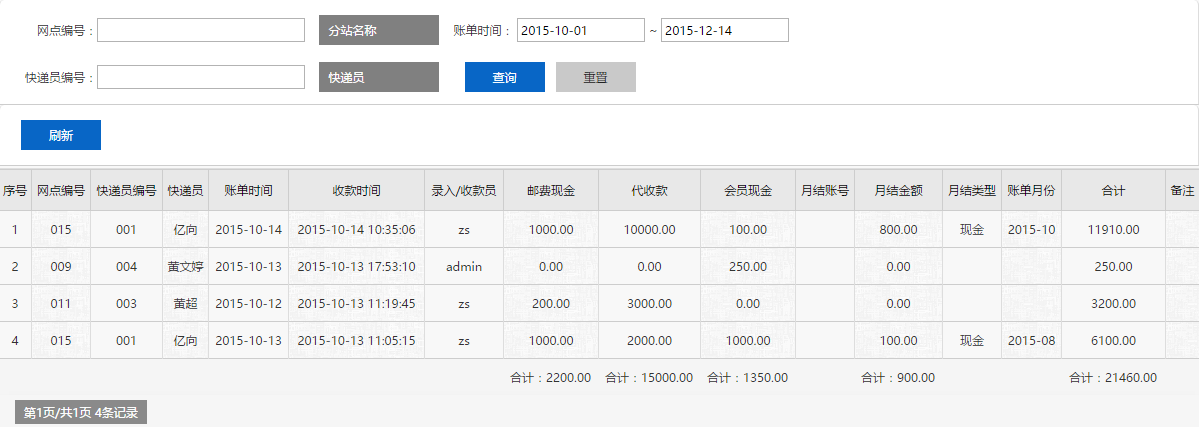 网点编号： 分站名称 账单时间： 2015-10-01 ~ 2015-12-14
快递员编号： 快递员 查询 重置
刷新
序号 网点编号 快递员编号 快递员 账单时间 收款时间 录入/收款员 邮费现金 代收款 会员现金 月结账号 月结金额 月结类型 账单月份 合计 备注
1 015 001 亿向 2015-10-14 2015-10-14 10:35:06 zs 1000.00 10000.00 100.00 800.00 现金 2015-10 11910.00
2 009 004 黄文婷 2015-10-13 2015-10-13 17:53:10 admin 0.00 0.00 250.00 0.00 250.00
3 011 003 黄超 2015-10-12 2015-10-13 11:19:45 zs 200.00 3000.00 0.00 0.00 3200.00
4 015 001 亿向 2015-10-13 2015-10-13 11:05:15 zs 1000.00 2000.00 1000.00 100.00 现金 2015-08 6100.00
合计：2200.00 合计：15000.00 合计：1350.00 合计：900.00 合计：21460.00
第1页/共1页 4条记录